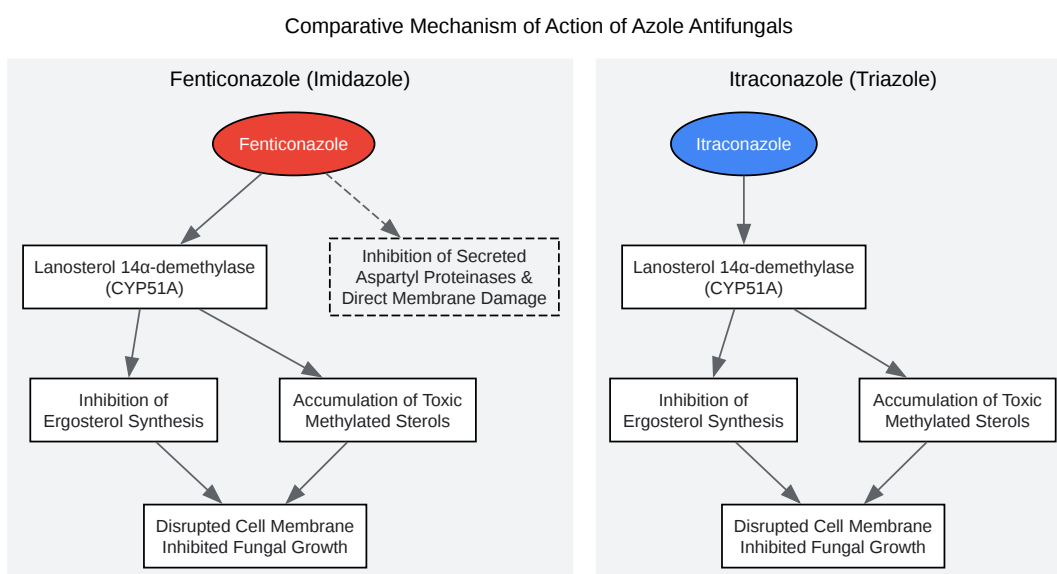 Comparative Mechanism of Action of Azole Antifungals
Fenticonazole (Imidazole)
Fenticonazole
Lanosterol 14α-demethylase
(CYP51A)
Inhibition of Secreted
Aspartyl Proteinases &
Direct Membrane Damage
Inhibition of
Ergosterol Synthesis
Accumulation of Toxic
Methylated Sterols
Disrupted Cell Membrane
Inhibited Fungal Growth
Itraconazole (Triazole)
Itraconazole
Lanosterol 14α-demethylase
(CYP51A)
Inhibition of
Ergosterol Synthesis
Accumulation of Toxic
Methylated Sterols
Disrupted Cell Membrane
Inhibited Fungal Growth